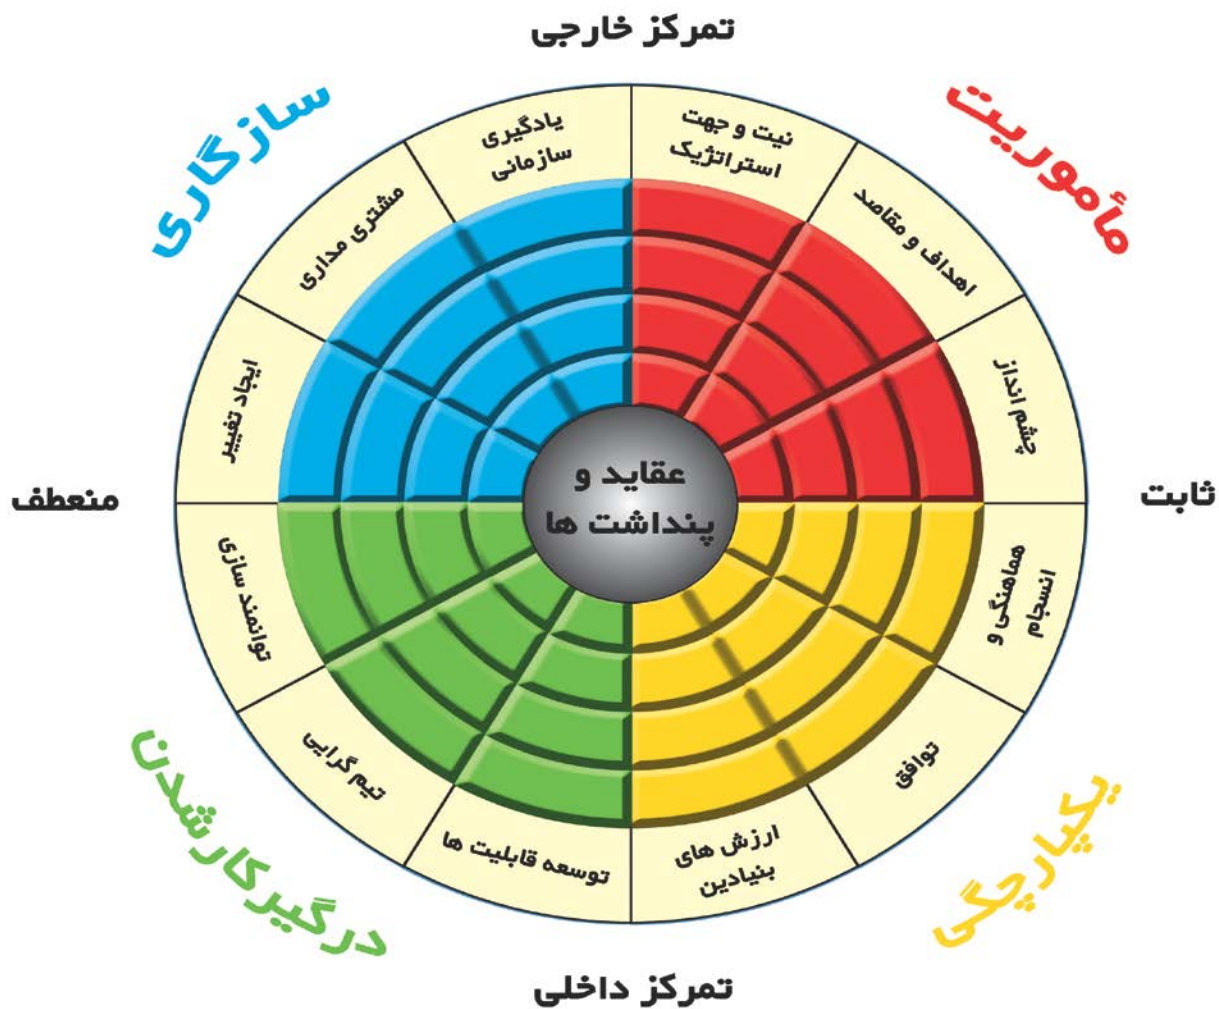 تمرکز خارجی
مأموریت
سازگاری
نیت و جهت
استراتژیک
یادگیری
سازمانی
اهداف و مقاصد
مشتری مداری
چشم انداز
ایجاد تغییر
عقاید و
پنداشت ها
ثابت
منعطف
هماهنگی و
انسجام
توانمند سازی
توافق
تیم گرایی
ارزش های
بنیادین
توسعه قابلیت ها
یکپارچگی
درگیرکارشدن
تمرکز داخلی